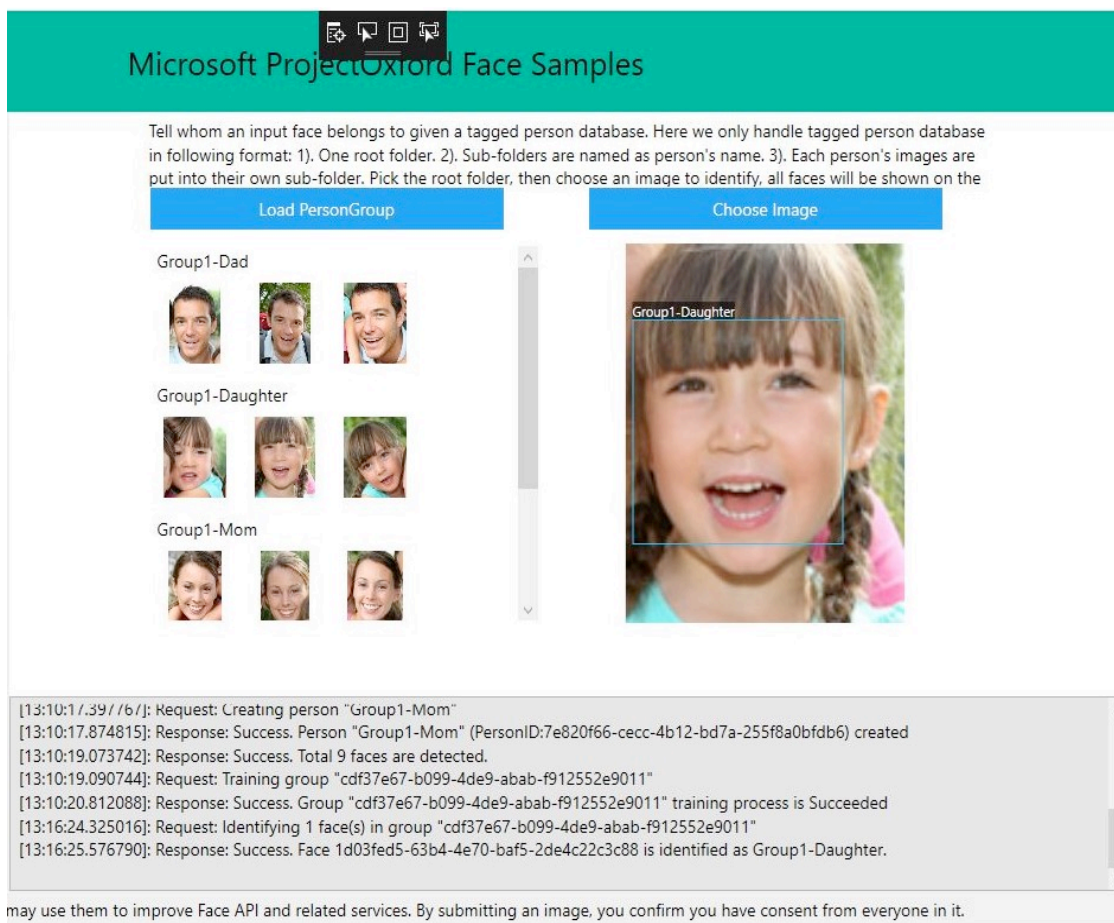 Microsoft ProjectOxford Face Samples
Tell whom an input face belongs to given a tagged person database. Here we only handle tagged person database
in following format: 1). One root folder. 2). Sub-folders are named as person's name. 3). Each person's images are
put into their own sub-folder. Pick the root folder, then choose an image to identify, all faces will be shown on the
Load PersonGroup
Choose Image
Group1-Dad
Group1-Daughter
Group1-Daughter
Group1-Mom
[13:10:17.397767]: Request: Creating person "Group1-Mom"
[13:10:17.874815]: Response: Success. Person "Group1-Mom" (PersonID:7e820f66-cecc-4b12-bd7a-255f8a0bfdb6) created
[13:10:19.073742]: Response: Success. Total 9 faces are detected.
[13:10:19.090744]: Request: Training group "cdf37e67-b099-4de9-abab-f912552e9011"
[13:10:20.812088]: Response: Success. Group "cdf37e67-b099-4de9-abab-f912552e9011" training process is Succeeded
[13:16:24.325016]: Request: Identifying 1 face(s) in group "cdf37e67-b099-4de9-abab-f912552e9011"
[13:16:25.576790]: Response: Success. Face 1d03fed5-63b4-4e70-baf5-2de4c22c3c88 is identified as Group1-Daughter.
may use them to improve Face API and related services. By submitting an image, you confirm you have consent from everyone in it.